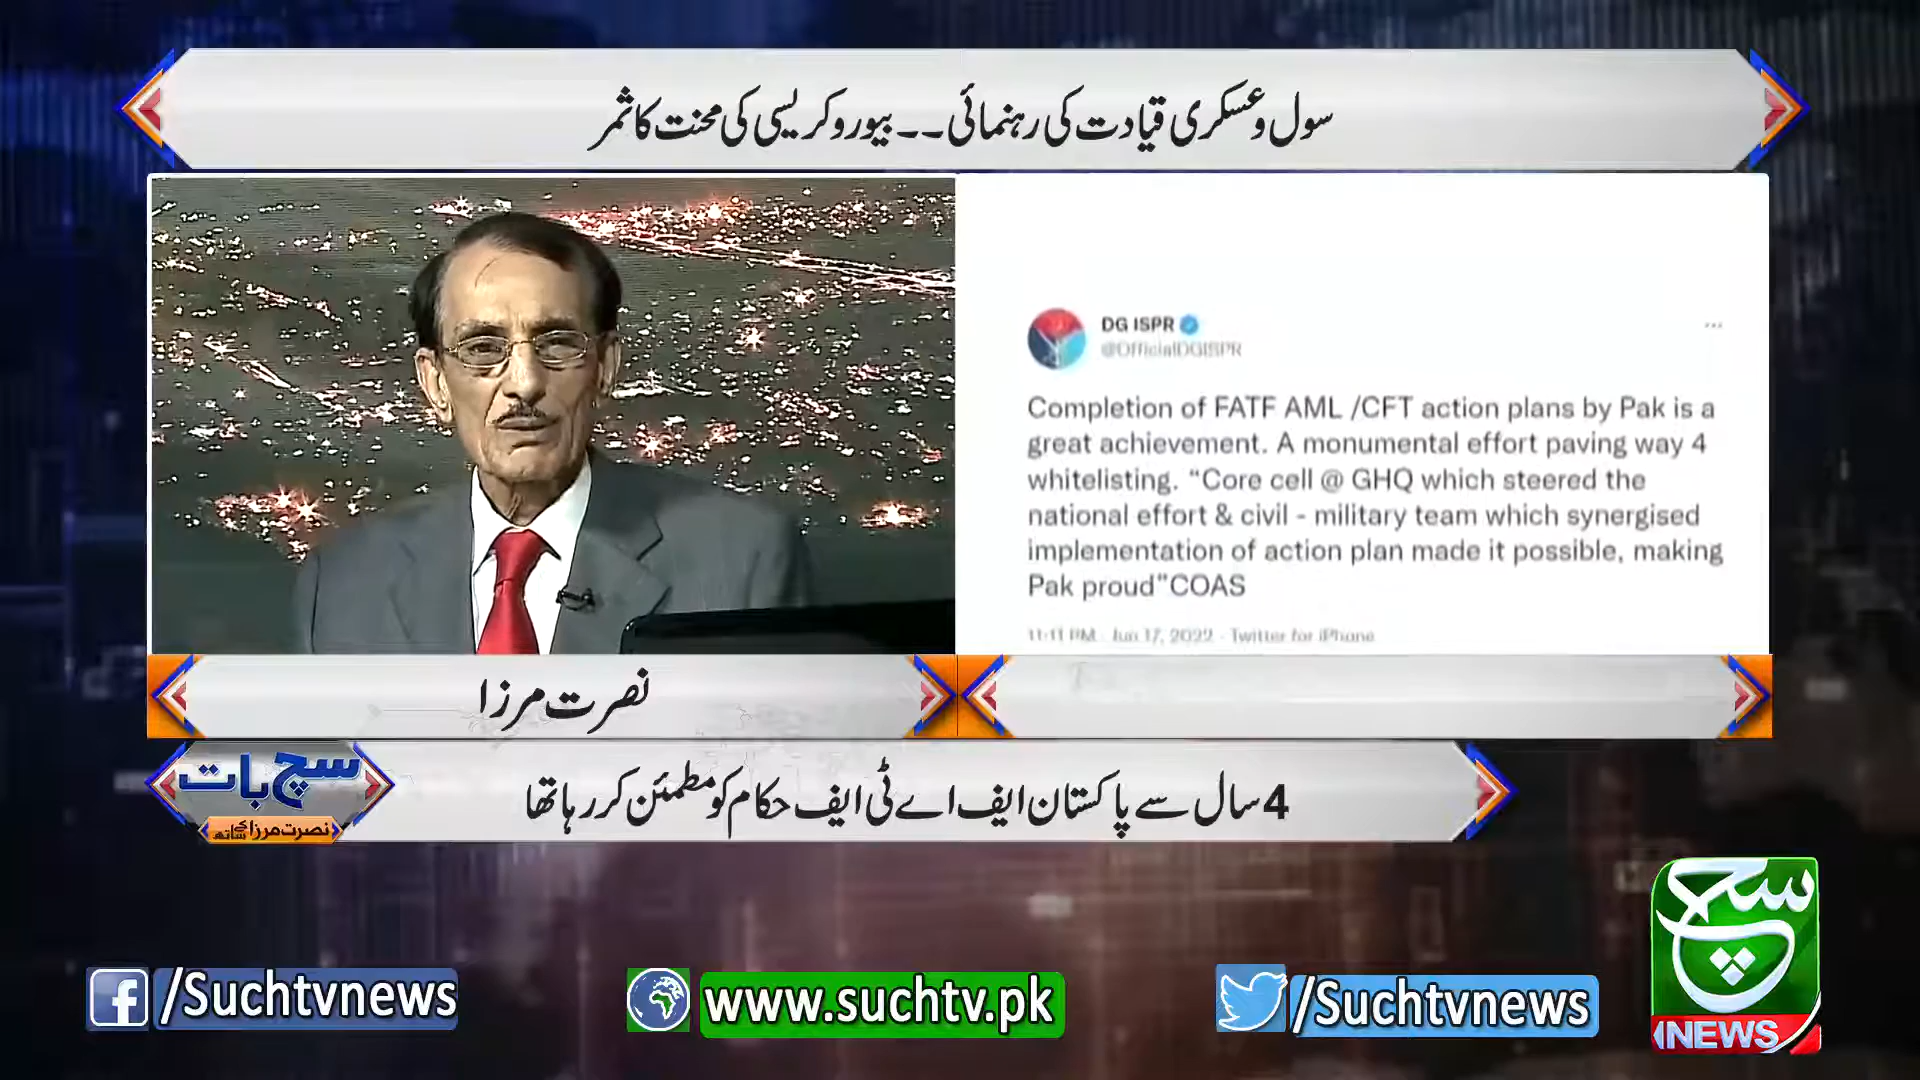 سول و عسکری قیادت کی رہنمائی۔۔بیوروکریسی کی محنت کا ثمر
DG ISPR
@OfficialDGISPR
Completion of FATF AML /CFT action plans by Pak is a
great achievement. A monumental effort paving way 4
whitelisting. “Core cell @ GHQ which steered the
national effort & civil - military team which synergised
implementation of action plan made it possible, making
Pak proud”COAS
11:11 PM · Jun 17, 2022 · Twitter for iPhone
نصرت مرزا
سچ بات
نصرت مرزا کے ساتھ
4 سال سے پاکستان ایف اے ٹی ایف حکام کو مطمئن کر رہا تھا
سچ
NEWS
/Suchtvnews
www.suchtv.pk
/Suchtvnews